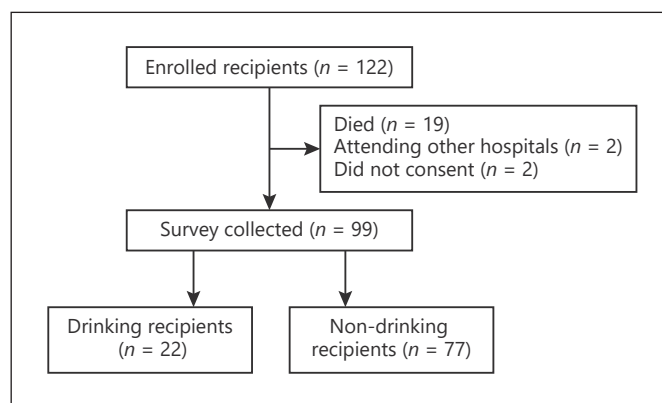 Enrolled recipients (n = 122)
Died (n = 19)
Attending other hospitals (n = 2)
Did not consent (n = 2)
Survey collected (n = 99)
Drinking recipients
(n = 22)
Non-drinking
recipients (n = 77)